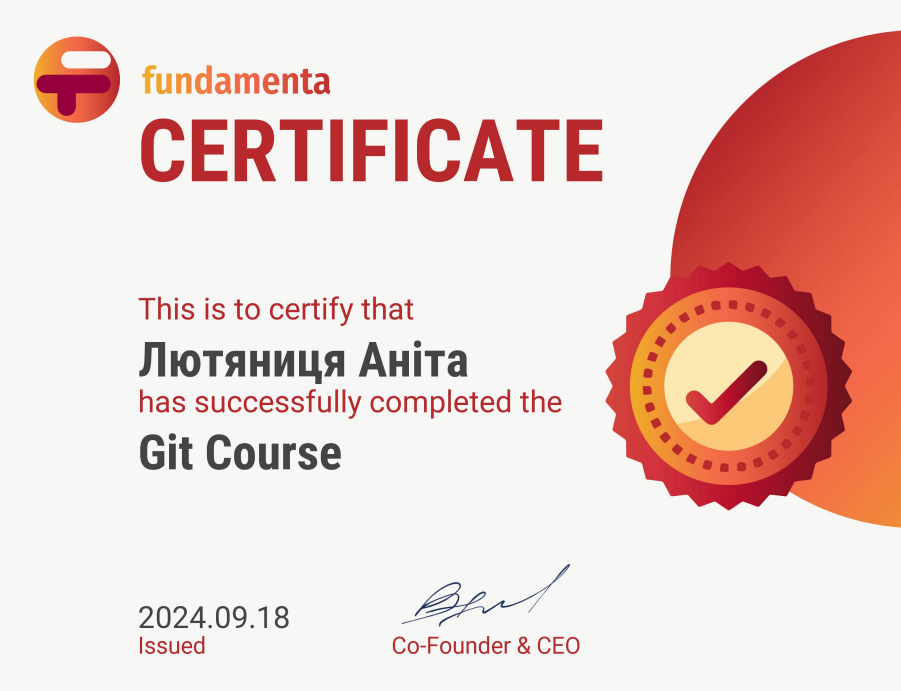 fundamenta
CERTIFICATE
This is to certify that
Лютяниця Аніта
has successfully completed the
Git Course
2024.09.18
Issued
Co-Founder & CEO